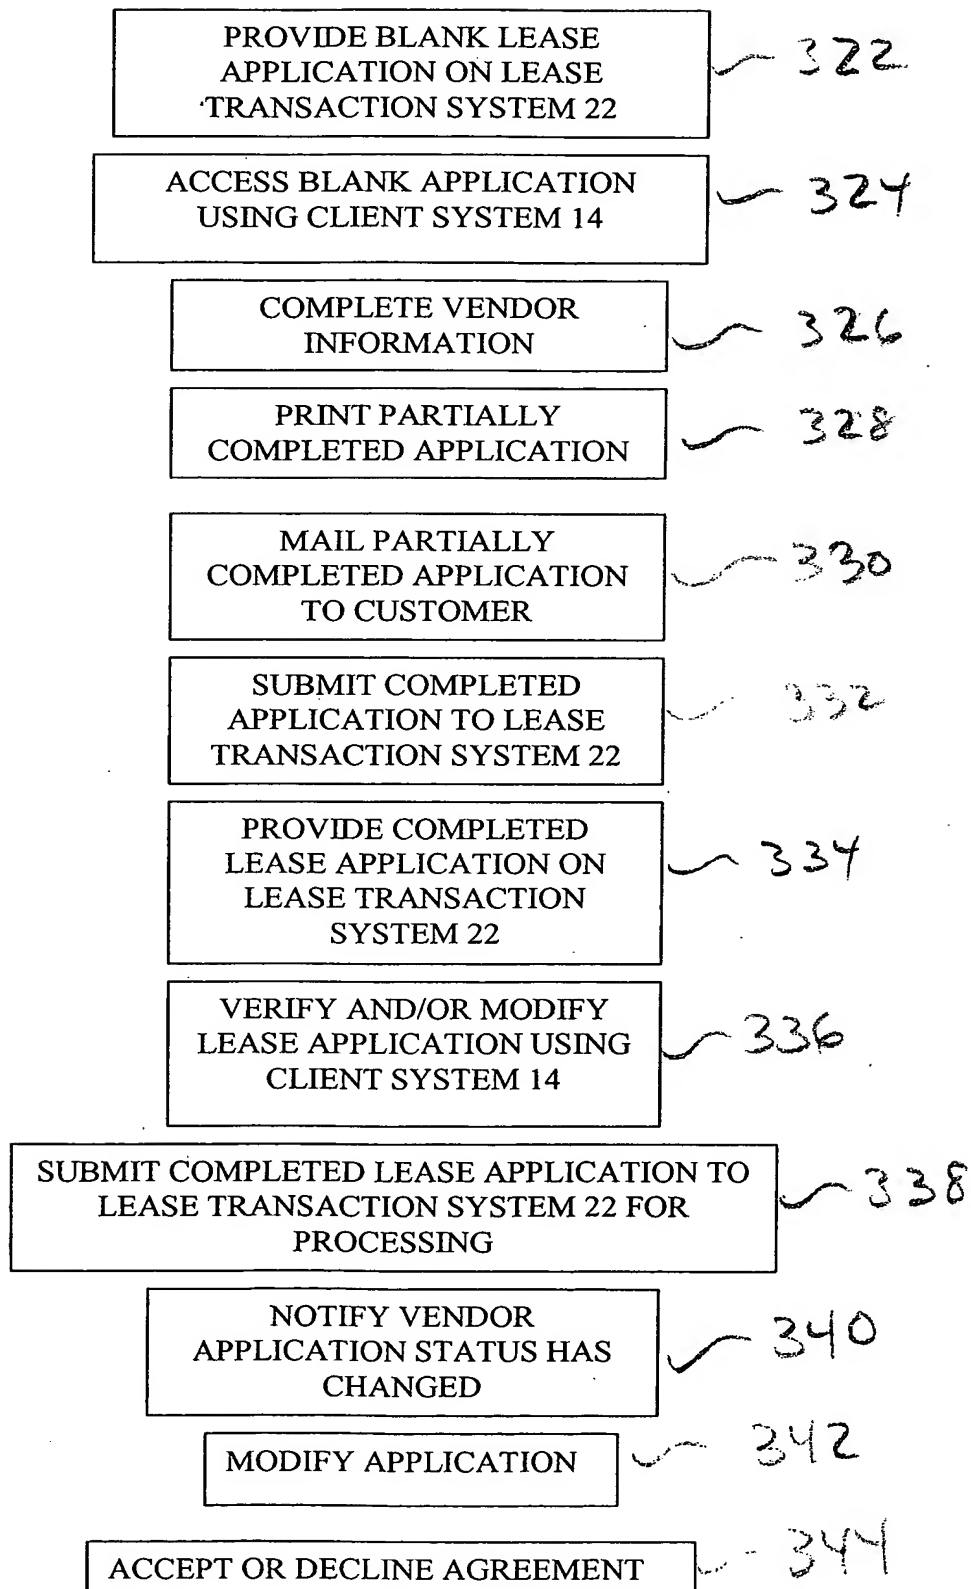 PROVIDE BLANK LEASE
APPLICATION ON LEASE
TRANSACTION SYSTEM 22
322
ACCESS BLANK APPLICATION
USING CLIENT SYSTEM 14
324
COMPLETE VENDOR
INFORMATION
326
PRINT PARTIALLY
COMPLETED APPLICATION
328
MAIL PARTIALLY
COMPLETED APPLICATION
TO CUSTOMER
330
SUBMIT COMPLETED
APPLICATION TO LEASE
TRANSACTION SYSTEM 22
332
PROVIDE COMPLETED
LEASE APPLICATION ON
LEASE TRANSACTION
SYSTEM 22
334
VERIFY AND/OR MODIFY
LEASE APPLICATION USING
CLIENT SYSTEM 14
336
SUBMIT COMPLETED LEASE APPLICATION TO
LEASE TRANSACTION SYSTEM 22 FOR
PROCESSING
338
NOTIFY VENDOR
APPLICATION STATUS HAS
CHANGED
340
MODIFY APPLICATION
342
ACCEPT OR DECLINE AGREEMENT
344